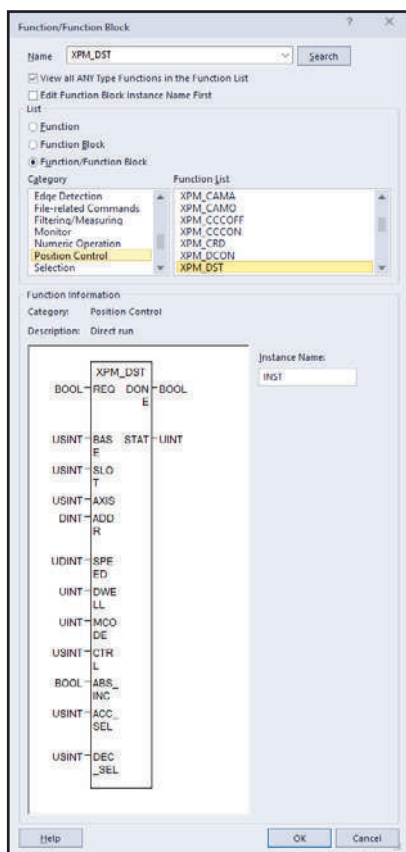 Function/Function Block
? ×
Name XPM_DST Search
View all ANY Type Functions in the Function List
Edit Function Block Instance Name First
List
Function
Function Block
Function/Function Block
Category Function List
Edge Detection XPM_CAMA
File-related Commands XPM_CAMO
Filtering/Measuring XPM_CCCOFF
Monitor XPM_CCCON
Numeric Operation XPM_CRD
Position Control XPM_DCON
Selection XPM_DST
Function Information
Category: Position Control
Description: Direct run
Instance Name:
INST
XPM_DST
BOOL REQ DON BOOL
E
USINT BAS STAT UINT
E
USINT SLO
T
USINT AXIS
DINT ADD
R
UDINT SPE
ED
UINT DWE
LL
UINT MCO
DE
USINT CTR
L
BOOL ABS_
INC
USINT ACC_
SEL
USINT DEC
_SEL
Help OK Cancel